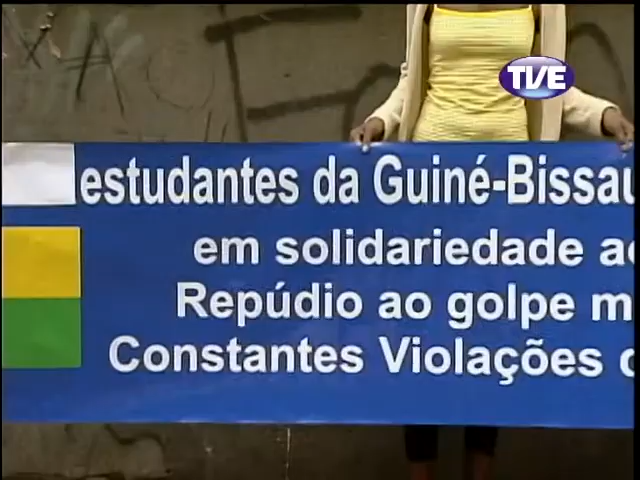 TVE
estudantes da Guiné-Bissau
em solidariedade
Repúdio ao golpe
Constantes Violações